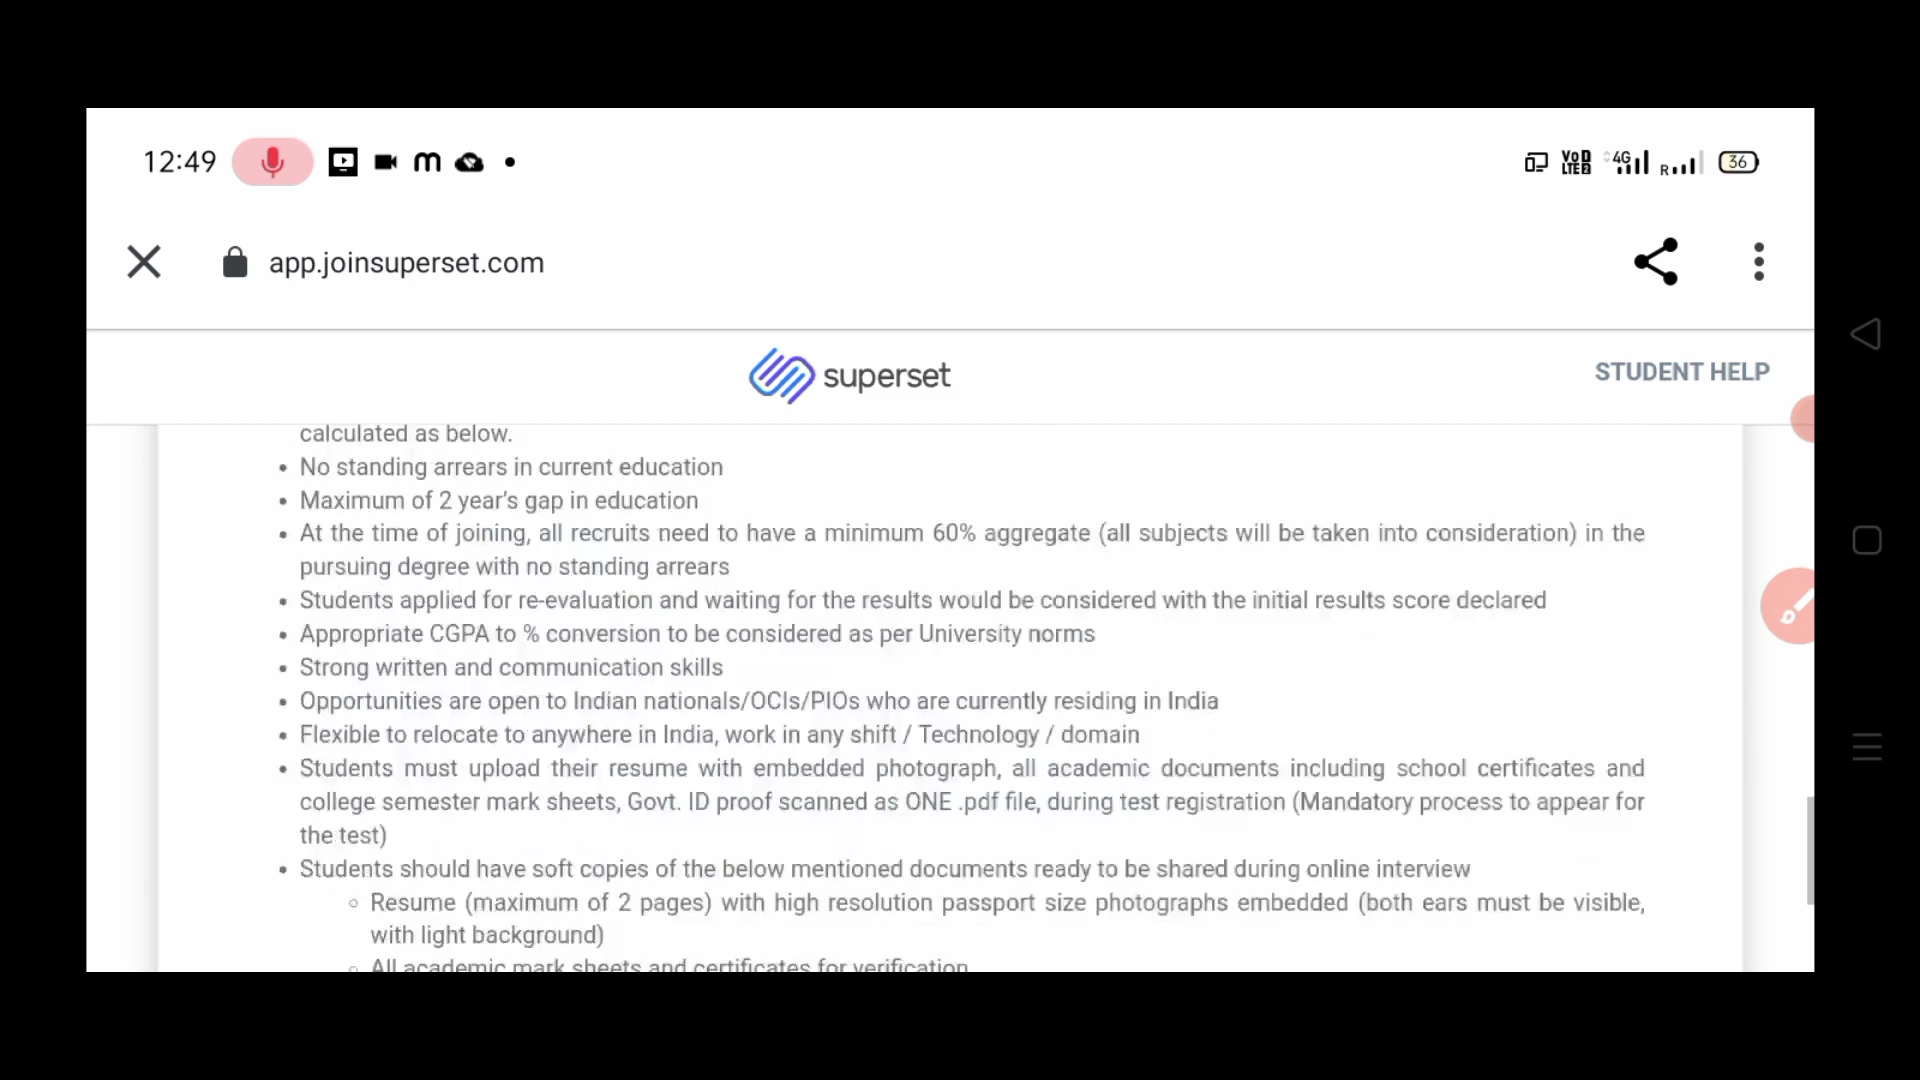 12:49
m
VoD
LTE2
4G
R
36
app.joinsuperset.com
superset
STUDENT HELP
calculated as below.
• No standing arrears in current education
• Maximum of 2 year's gap in education
• At the time of joining, all recruits need to have a minimum 60% aggregate (all subjects will be taken into consideration) in the
pursuing degree with no standing arrears
• Students applied for re-evaluation and waiting for the results would be considered with the initial results score declared
• Appropriate CGPA to % conversion to be considered as per University norms
• Strong written and communication skills
• Opportunities are open to Indian nationals/OCIs/PIOs who are currently residing in India
• Flexible to relocate to anywhere in India, work in any shift / Technology / domain
• Students must upload their resume with embedded photograph, all academic documents including school certificates and
college semester mark sheets, Govt. ID proof scanned as ONE .pdf file, during test registration (Mandatory process to appear for
the test)
• Students should have soft copies of the below mentioned documents ready to be shared during online interview
◦ Resume (maximum of 2 pages) with high resolution passport size photographs embedded (both ears must be visible,
with light background)
◦ All academic mark sheets and certificates for verification